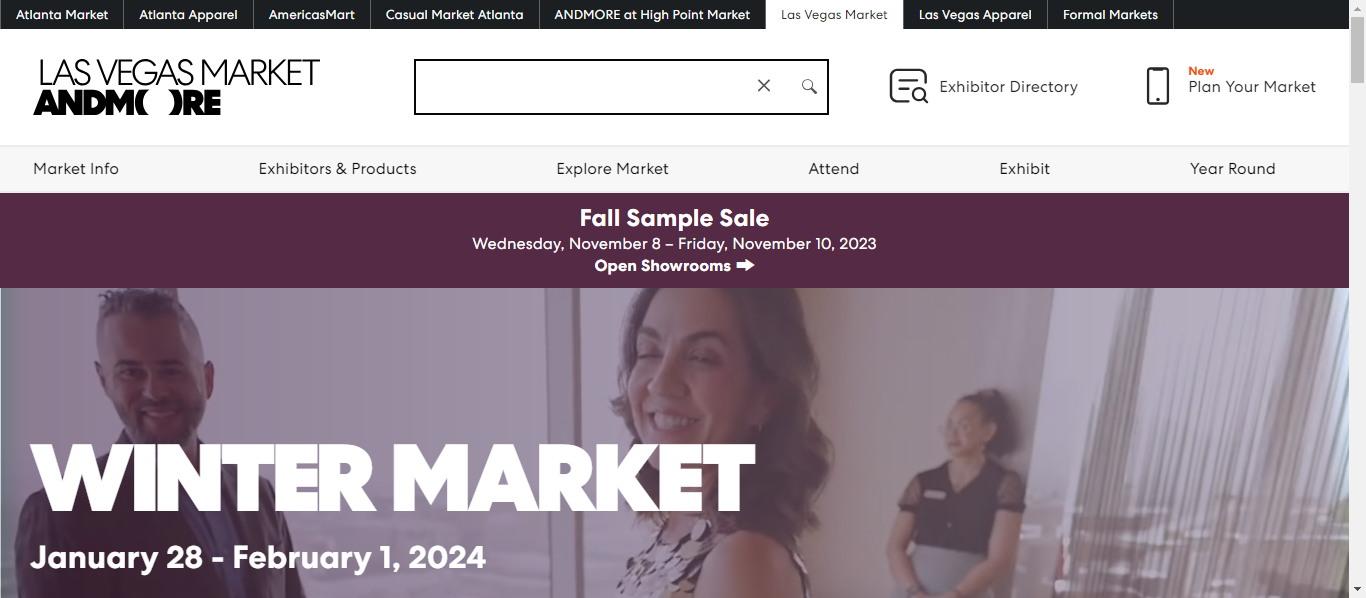 Atlanta Market
Atlanta Apparel
AmericasMart
Casual Market Atlanta
ANDMORE at High Point Market
Las Vegas Market
Las Vegas Apparel
Formal Markets
LAS VEGAS MARKET
ANDM( )RE
Exhibitor Directory
New
Plan Your Market
Market Info
Exhibitors & Products
Explore Market
Attend
Exhibit
Year Round
Fall Sample Sale
Wednesday, November 8 – Friday, November 10, 2023
Open Showrooms
WINTER MARKET
January 28 - February 1, 2024